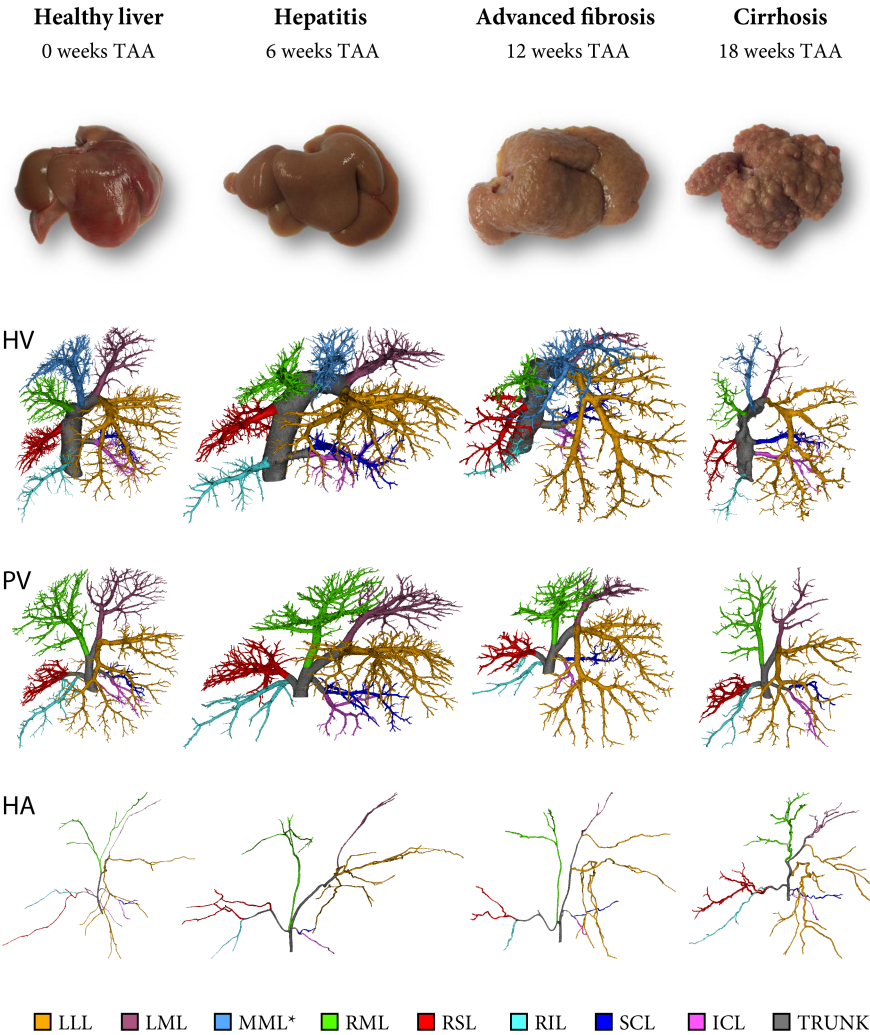 Healthy liver Hepatitis Advanced fibrosis Cirrhosis
0 weeks TAA 6 weeks TAA 12 weeks TAA 18 weeks TAA
HV
PV
HA
LLL LML MML* RML RSL RIL SCL ICL TRUNK